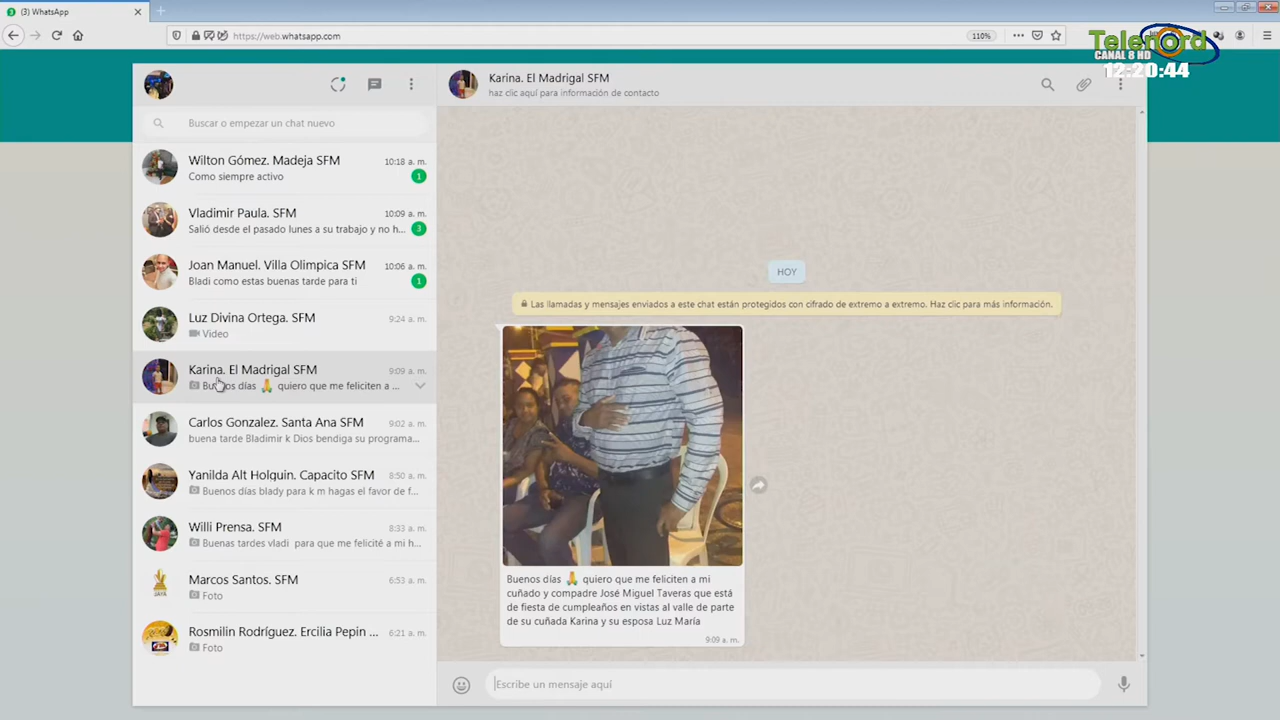 (3) WhatsApp
https://web.whatsapp.com
110%
Telenord
CANAL 8 HD
12:20:44
Karina. El Madrigal SFM
haz clic aquí para información de contacto
Buscar o empezar un chat nuevo
Wilton Gómez. Madeja SFM
10:18 a. m.
Como siempre activo
1
Vladimir Paula. SFM
10:09 a. m.
Salió desde el pasado lunes a su trabajo y no h...
3
Joan Manuel. Villa Olimpica SFM
10:06 a. m.
Bladi como estas buenas tarde para ti
1
Luz Divina Ortega. SFM
9:24 a. m.
Video
Karina. El Madrigal SFM
9:09 a. m.
Buenos días 🙏 quiero que me feliciten a ...
Carlos Gonzalez. Santa Ana SFM
9:02 a. m.
buena tarde Bladimir k Dios bendiga su programa...
Yanilda Alt Holguin. Capacito SFM
8:50 a. m.
Buenos días blady para k m hagas el favor de f...
Willi Prensa. SFM
8:33 a. m.
Buenas tardes vladi para que me felicité a mi h...
Marcos Santos. SFM
6:53 a. m.
Foto
JAYA
Rosmilin Rodríguez. Ercilia Pepin ...
6:21 a. m.
Foto
HOY
Las llamadas y mensajes enviados a este chat están protegidos con cifrado de extremo a extremo. Haz clic para más información.
Buenos días 🙏 quiero que me feliciten a mi
cuñado y compadre José Miguel Taveras que está
de fiesta de cumpleaños en vistas al valle de parte
de su cuñada Karina y su esposa Luz María
9:09 a. m.
Escribe un mensaje aquí